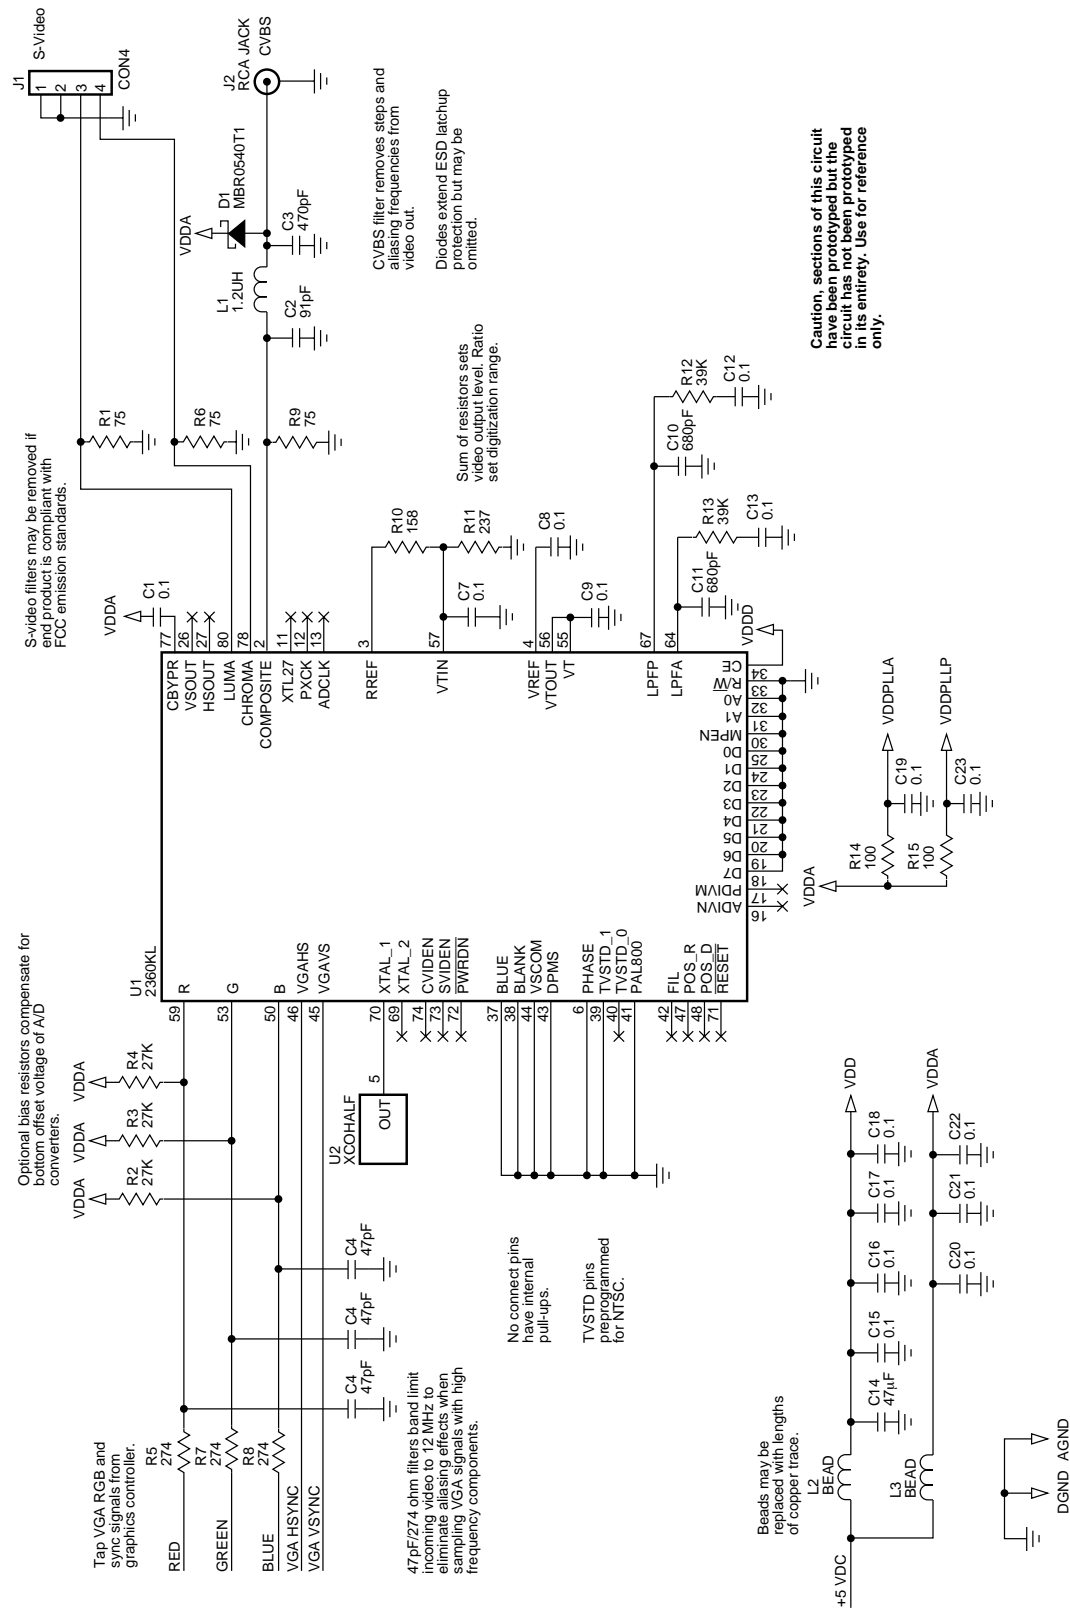 Tap VGA RGB and
sync signals from
graphics controller.
RED
GREEN
BLUE
VGA HSYNC
VGA VSYNC
R5
274
R7
274
R8
274
47pF/274 ohm filters band limit
incoming video to 12 MHz to
eliminate aliasing effects when
sampling VGA signals with high
frequency components.
C4
47pF
C4
47pF
C4
47pF
Optional bias resistors compensate for
bottom offset voltage of A/D
converters.
VDDA
VDDA
VDDA
R2
27K
R3
27K
R4
27K
U2
XCOHALF
OUT
5
No connect pins
have internal
pull-ups.
TVSTD pins
preprogrammed
for NTSC.
U1
2360KL
59 R
53 G
50 B
46 VGAHS
45 VGAVS
70 XTAL_1
69 XTAL_2
74 CVIDEN
73 SVIDEN
72 PWRDN
37 BLUE
38 BLANK
44 VSCOM
43 DPMS
6 PHASE
39 TVSTD_1
40 TVSTD_0
41 PAL800
42 FIL
47 POS_R
48 POS_D
71 RESET
CBYPR 77
VSOUT 26
HSOUT 27
LUMA 80
CHROMA 78
COMPOSITE 2
XTL27 11
PXCK 12
ADCLK 13
RREF 3
VTIN 57
VREF 4
VTOUT 56
VT 55
LPFP 67
LPFA 64
ADIVN 16
PDIVM 17
D7 18
D6 19
D5 20
D4 21
D3 22
D2 23
D1 24
D0 25
MPEN 30
A1 31
A0 32
R/W 33
CE 34
VDDD
S-video filters may be removed if
end product is compliant with
FCC emission standards.
VDDA
C1
0.1
R1
75
R6
75
R9
75
J1
S-Video
1
2
3
4
CON4
L1
1.2UH
C2
91pF
C3
470pF
VDDA
D1
MBR0540T1
J2
RCA JACK
CVBS
CVBS filter removes steps and
aliasing frequencies from
video out.
Diodes extend ESD latchup
protection but may be
omitted.
R10
158
R11
237
C7
0.1
C8
0.1
C9
0.1
Sum of resistors sets
video output level. Ratio
set digitization range.
C10
680pF
R12
39K
C12
0.1
C11
680pF
R13
39K
C13
0.1
Caution, sections of this circuit
have been prototyped but the
circuit has not been prototyped
in its entirety. Use for reference
only.
VDDA
R14
100
R15
100
C19
0.1
C23
0.1
VDDPLLA
VDDPLLP
Beads may be
replaced with lengths
of copper trace.
+5 VDC
L2
BEAD
L3
BEAD
C14
47µF
C15
0.1
C16
0.1
C17
0.1
C18
0.1
VDD
C20
0.1
C21
0.1
C22
0.1
VDDA
DGND
AGND